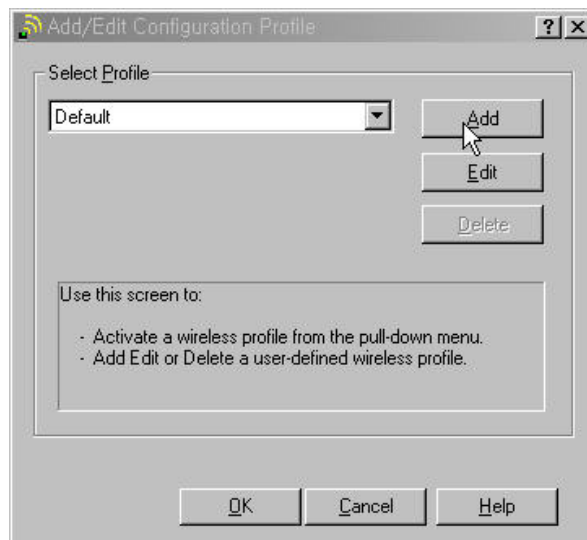 Add/Edit Configuration Profile
Select Profile
Default
Add
Edit
Delete
Use this screen to:
- Activate a wireless profile from the pull-down menu.
- Add Edit or Delete a user-defined wireless profile.
OK Cancel Help